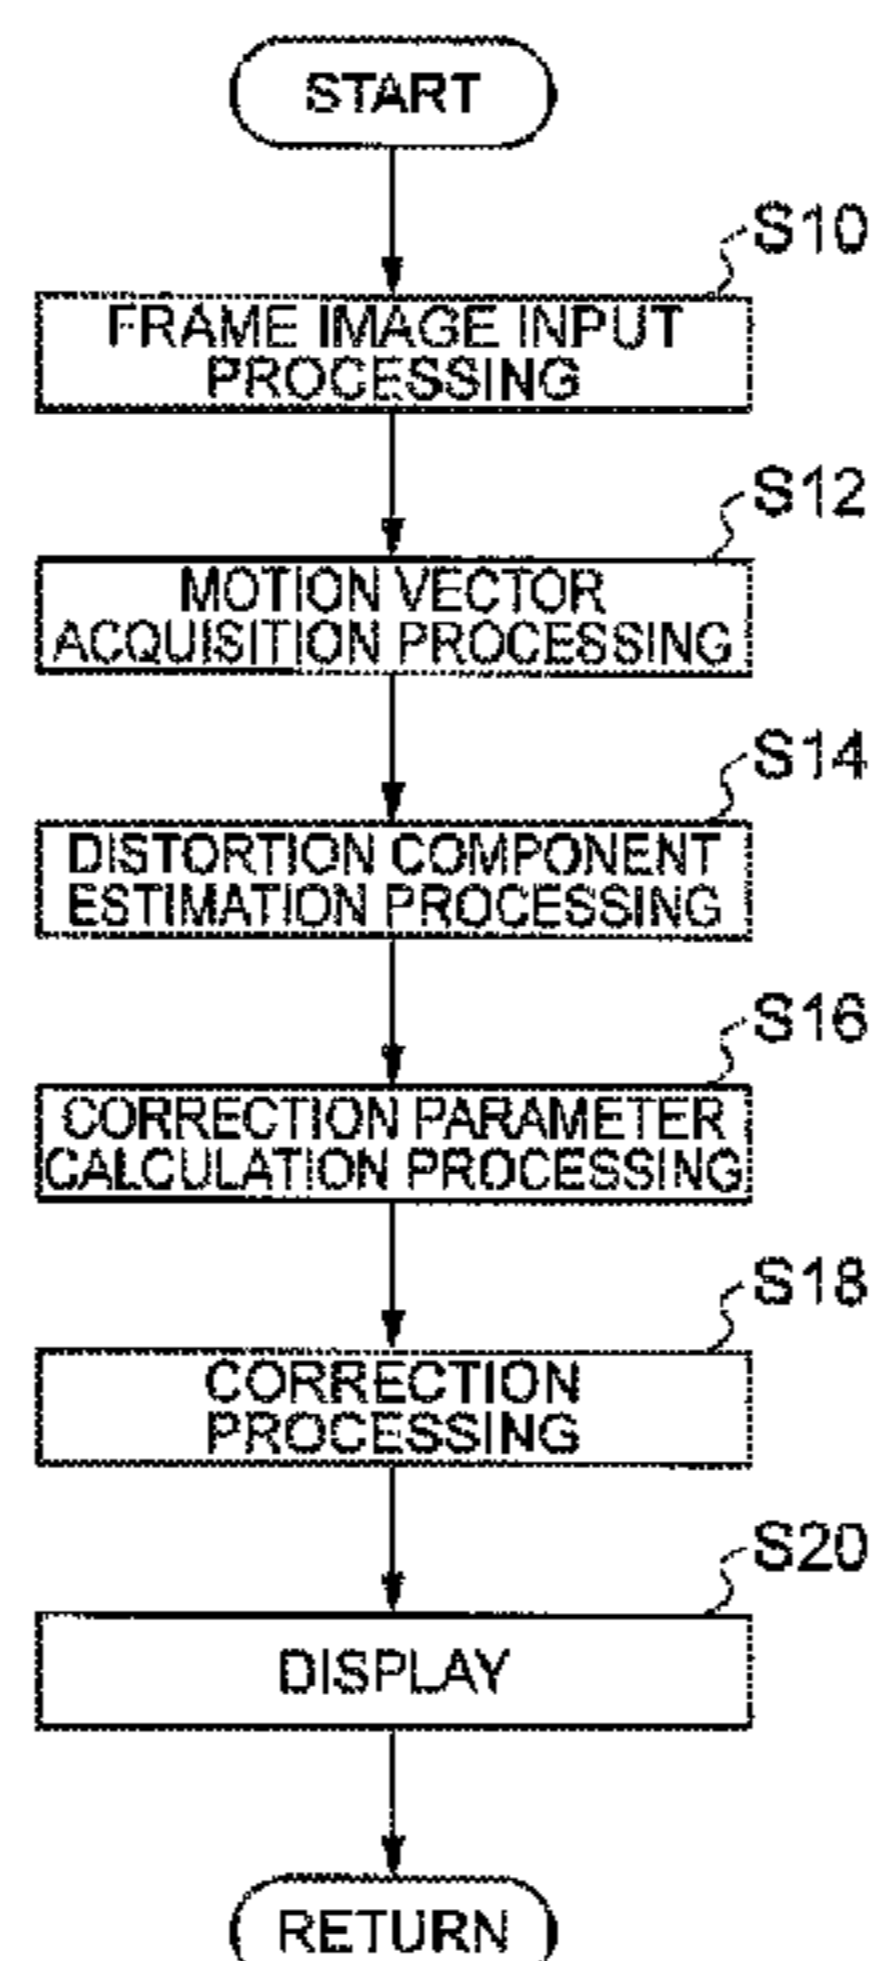 START
S10
FRAME IMAGE INPUT
PROCESSING
S12
MOTION VECTOR
ACQUISITION PROCESSING
S14
DISTORTION COMPONENT
ESTIMATION PROCESSING
S16
CORRECTION PARAMETER
CALCULATION PROCESSING
S18
CORRECTION
PROCESSING
S20
DISPLAY
RETURN